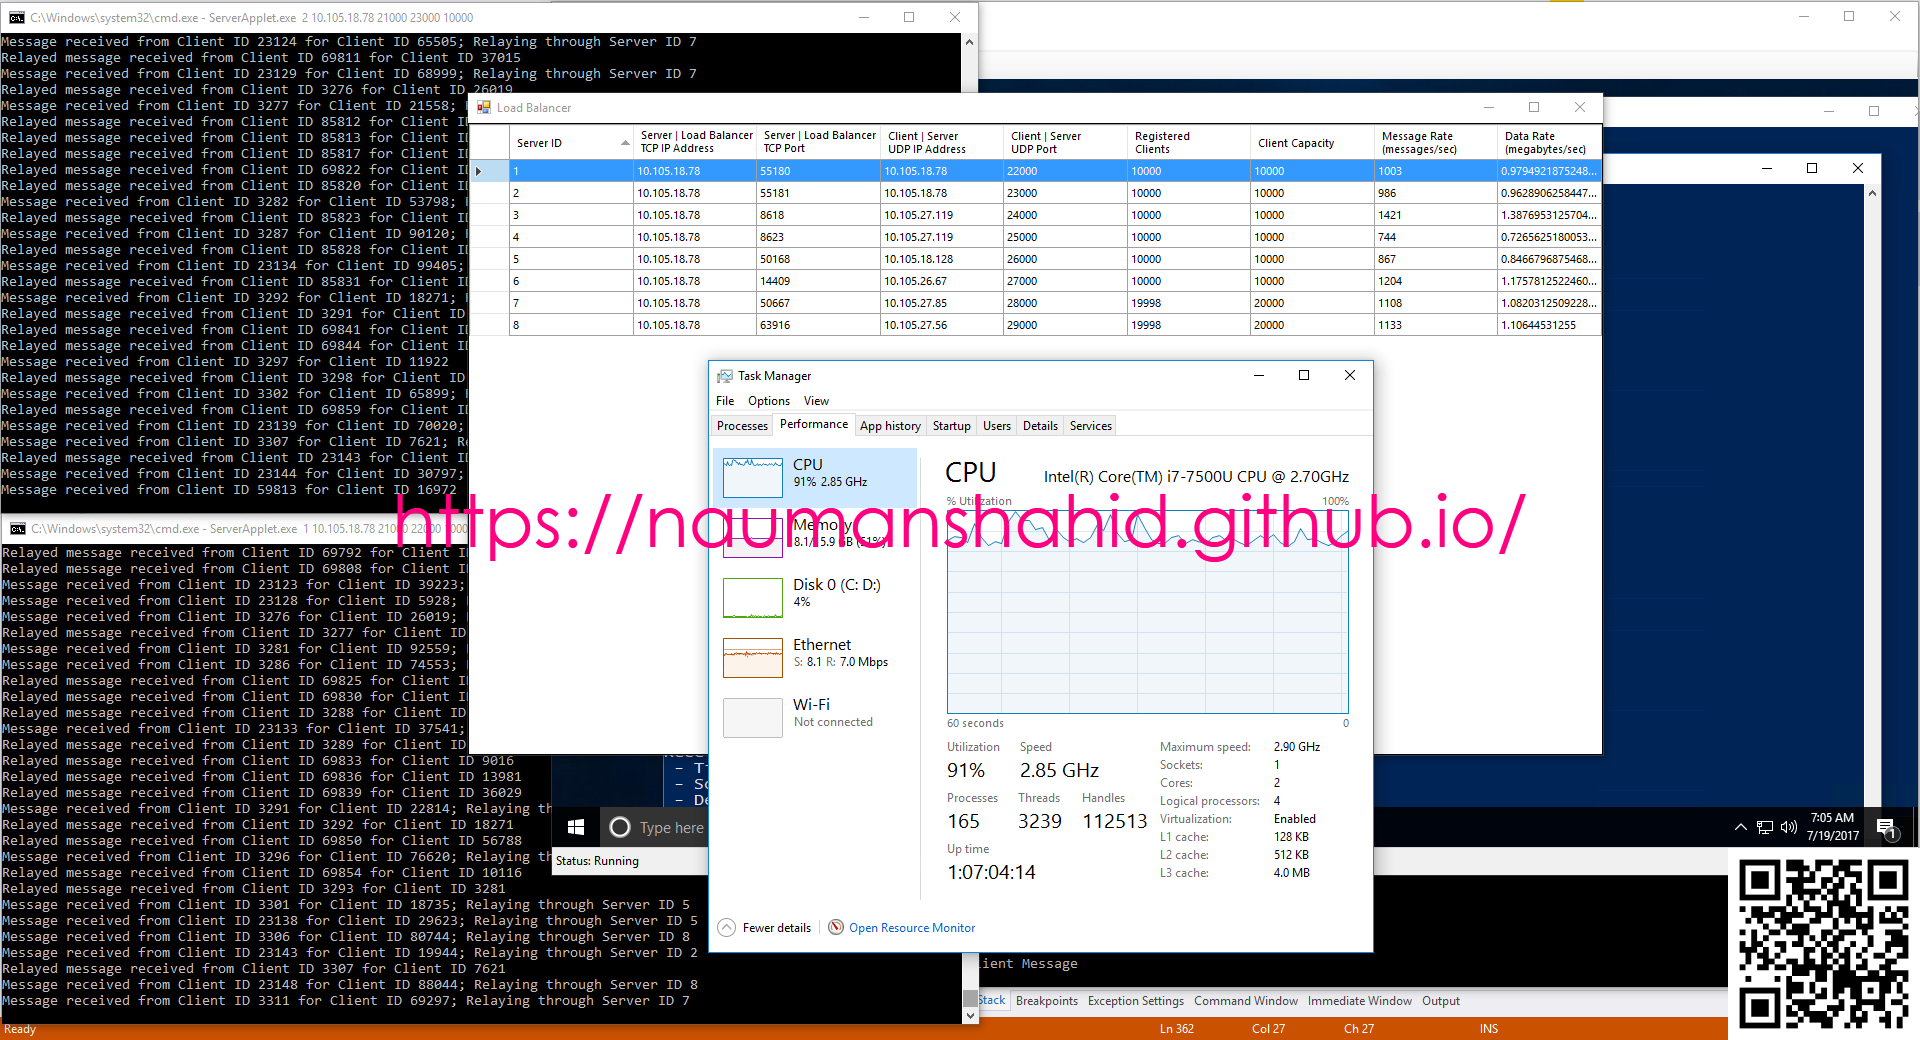 C:\Windows\system32\cmd.exe - ServerApplet.exe  2 10.105.18.78 21000 23000 10000
Message received from Client ID 23124 for Client ID 65505; Relaying through Server ID 7
Relayed message received from Client ID 69811 for Client ID 37015
Message received from Client ID 23129 for Client ID 68999; Relaying through Server ID 7
Relayed message received from Client ID 3276 for Client ID 26019
Message received from Client ID 3277 for Client ID 21558;
Relayed message received from Client ID 85812 for Client
Relayed message received from Client ID 85813 for Client
Relayed message received from Client ID 85817 for Client
Relayed message received from Client ID 69822 for Client
Relayed message received from Client ID 85820 for Client
Message received from Client ID 3282 for Client ID 53798;
Relayed message received from Client ID 85823 for Client
Message received from Client ID 3287 for Client ID 90120;
Relayed message received from Client ID 85828 for Client
Message received from Client ID 23134 for Client ID 99405;
Relayed message received from Client ID 85831 for Client
Message received from Client ID 3292 for Client ID 18271;
Relayed message received from Client ID 3291 for Client ID
Relayed message received from Client ID 69841 for Client
Relayed message received from Client ID 69844 for Client
Message received from Client ID 3297 for Client ID 11922
Relayed message received from Client ID 3298 for Client ID
Message received from Client ID 3302 for Client ID 65899;
Relayed message received from Client ID 69859 for Client
Message received from Client ID 23139 for Client ID 70020;
Message received from Client ID 3307 for Client ID 7621;
Relayed message received from Client ID 23143 for Client
Message received from Client ID 23144 for Client ID 30797;
Message received from Client ID 59813 for Client ID 16972
Load Balancer
Server ID
Server | Load Balancer TCP IP Address
Server | Load Balancer TCP Port
Client | Server UDP IP Address
Client | Server UDP Port
Registered Clients
Client Capacity
Message Rate (messages/sec)
Data Rate (megabytes/sec)
1 10.105.18.78 55180 10.105.18.78 22000 10000 10000 1003 0.9794921875248...
2 10.105.18.78 55181 10.105.18.78 23000 10000 10000 986 0.9628906258447...
3 10.105.18.78 8618 10.105.27.119 24000 10000 10000 1421 1.3876953125704...
4 10.105.18.78 8623 10.105.27.119 25000 10000 10000 744 0.7265625180053...
5 10.105.18.78 50168 10.105.18.128 26000 10000 10000 867 0.8466796875468...
6 10.105.18.78 14409 10.105.26.67 27000 10000 10000 1204 1.1757812522460...
7 10.105.18.78 50667 10.105.27.85 28000 19998 20000 1108 1.0820312509228...
8 10.105.18.78 63916 10.105.27.56 29000 19998 20000 1133 1.10644531255
Task Manager
File Options View
Processes Performance App history Startup Users Details Services
CPU
91% 2.85 GHz
Memory
Disk 0 (C: D:)
4%
Ethernet
S: 8.1 R: 7.0 Mbps
Wi-Fi
Not connected
CPU
Intel(R) Core(TM) i7-7500U CPU @ 2.70GHz
% Utilization
100%
https://naumanshahid.github.io/
60 seconds
0
Utilization Speed
91% 2.85 GHz
Processes Threads Handles
165 3239 112513
Up time
1:07:04:14
Maximum speed: 2.90 GHz
Sockets: 1
Cores: 2
Logical processors: 4
Virtualization: Enabled
L1 cache: 128 KB
L2 cache: 512 KB
L3 cache: 4.0 MB
Fewer details
Open Resource Monitor
C:\Windows\system32\cmd.exe - ServerApplet.exe  1 10.105.18.78 21000 22000 10000
Relayed message received from Client ID 69792 for Client
Relayed message received from Client ID 69808 for Client
Message received from Client ID 23123 for Client ID 39223;
Message received from Client ID 23128 for Client ID 5928;
Message received from Client ID 3276 for Client ID 26019;
Relayed message received from Client ID 3277 for Client ID
Message received from Client ID 3281 for Client ID 92559;
Message received from Client ID 3286 for Client ID 74553;
Relayed message received from Client ID 69825 for Client
Relayed message received from Client ID 69830 for Client
Relayed message received from Client ID 3288 for Client ID
Message received from Client ID 23133 for Client ID 37541;
Relayed message received from Client ID 3289 for Client ID
Relayed message received from Client ID 69833 for Client ID 9016
Relayed message received from Client ID 69836 for Client ID 13981
Relayed message received from Client ID 69839 for Client ID 36029
Message received from Client ID 3291 for Client ID 22814; Relaying
Relayed message received from Client ID 3292 for Client ID 18271
Relayed message received from Client ID 69850 for Client ID 56788
Message received from Client ID 3296 for Client ID 76620; Relaying
Relayed message received from Client ID 69854 for Client ID 10116
Relayed message received from Client ID 3293 for Client ID 3281
Message received from Client ID 3301 for Client ID 18735; Relaying through Server ID 5
Message received from Client ID 23138 for Client ID 29623; Relaying through Server ID 5
Message received from Client ID 3306 for Client ID 80744; Relaying through Server ID 8
Message received from Client ID 23143 for Client ID 19944; Relaying through Server ID 2
Relayed message received from Client ID 3307 for Client ID 7621
Message received from Client ID 23148 for Client ID 88044; Relaying through Server ID 8
Message received from Client ID 3311 for Client ID 69297; Relaying through Server ID 7
Type here
Status: Running
7:05 AM
7/19/2017
1
Message
Breakpoints Exception Settings Command Window Immediate Window Output
Ready
Ln 362 Col 27 Ch 27 INS